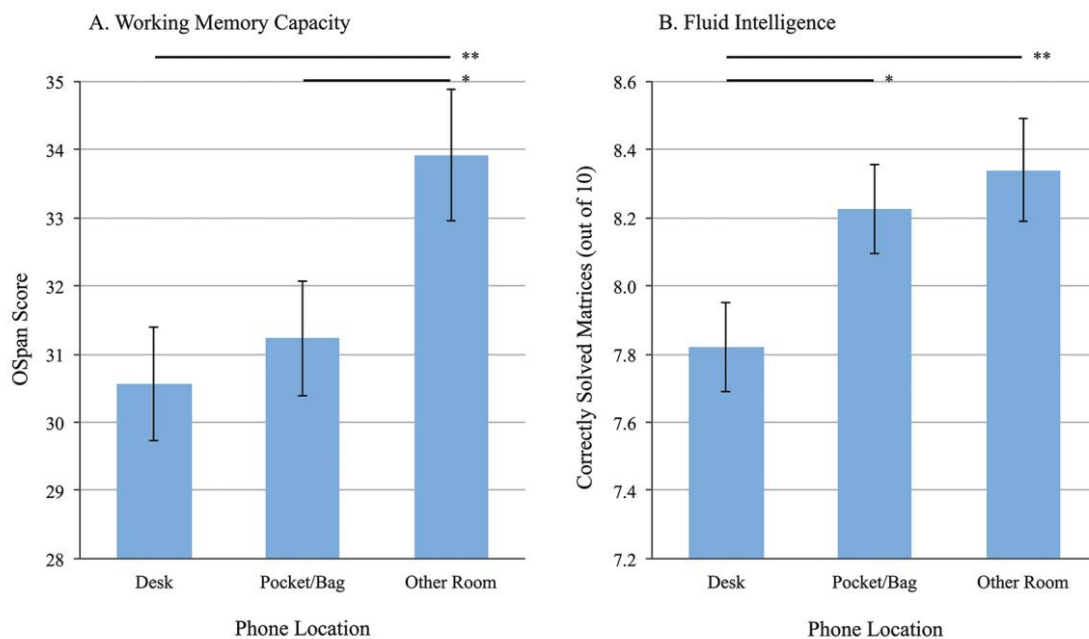 A. Working Memory Capacity
**
*
35
34
33
32
31
30
29
28
OSpan Score
Desk
Pocket/Bag
Other Room
Phone Location
B. Fluid Intelligence
**
*
8.6
8.4
8.2
8.0
7.8
7.6
7.4
7.2
Correctly Solved Matrices (out of 10)
Desk
Pocket/Bag
Other Room
Phone Location